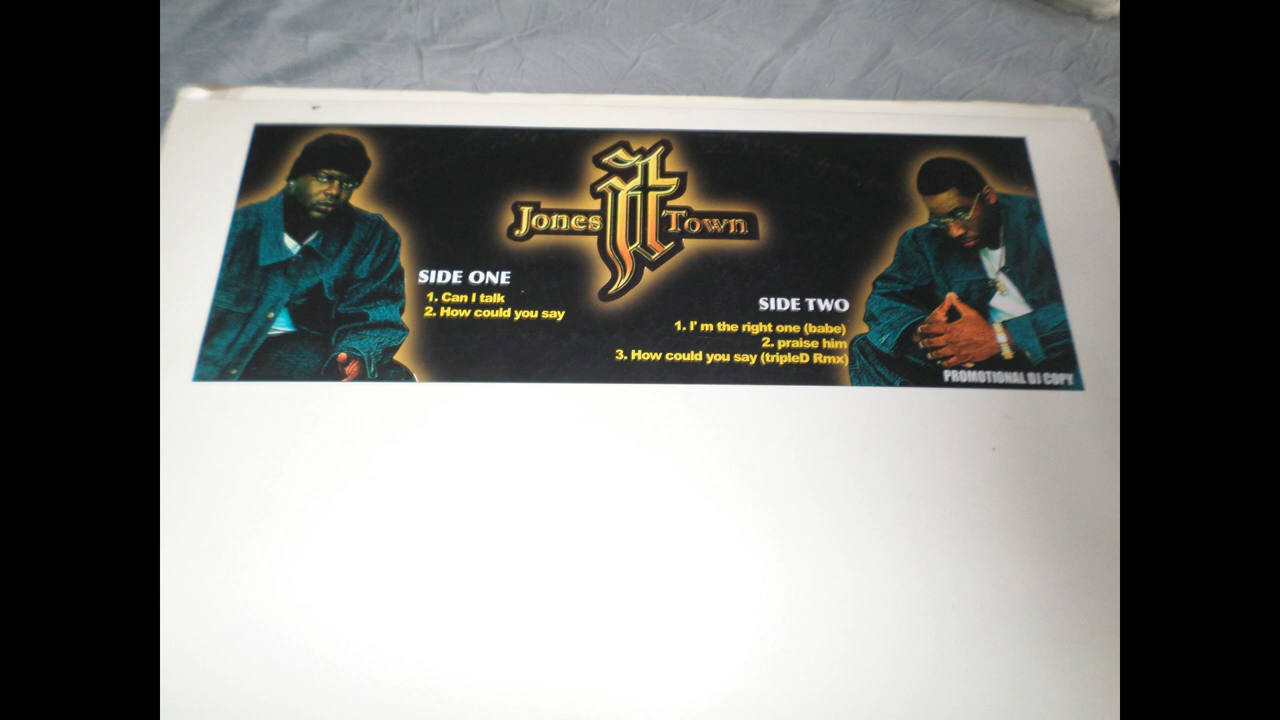 Jones jt Town
SIDE ONE
1. Can I talk
2. How could you say
SIDE TWO
1. I' m the right one (babe)
2. praise him
3. How could you say (tripleD Rmx)
PROMOTIONAL DJ COPY